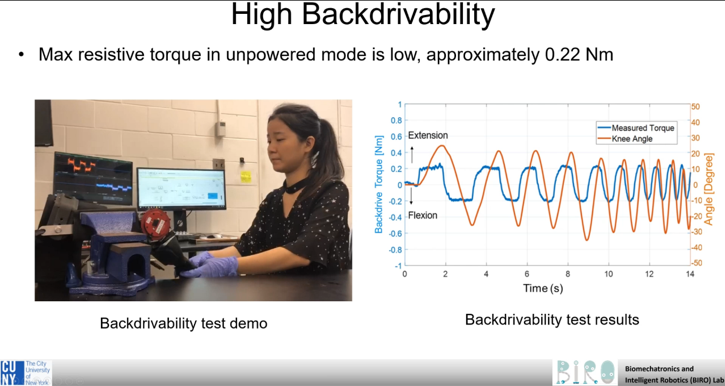 High Backdrivability
• Max resistive torque in unpowered mode is low, approximately 0.22 Nm
Backdrive Torque [Nm]
1
0.8
0.6
0.4
0.2
0
-0.2
-0.4
-0.6
-0.8
-1
Extension
Flexion
Measured Torque
Knee Angle
50
40
30
20
10
0
-10
-20
-30
-40
-50
Angle [Degree]
0 2 4 6 8 10 12 14
Time (s)
Backdrivability test demo
Backdrivability test results
CU
NY
The City
University
of
New York
BIRO
Biomechatronics and
Intelligent Robotics (BIRO) Lab